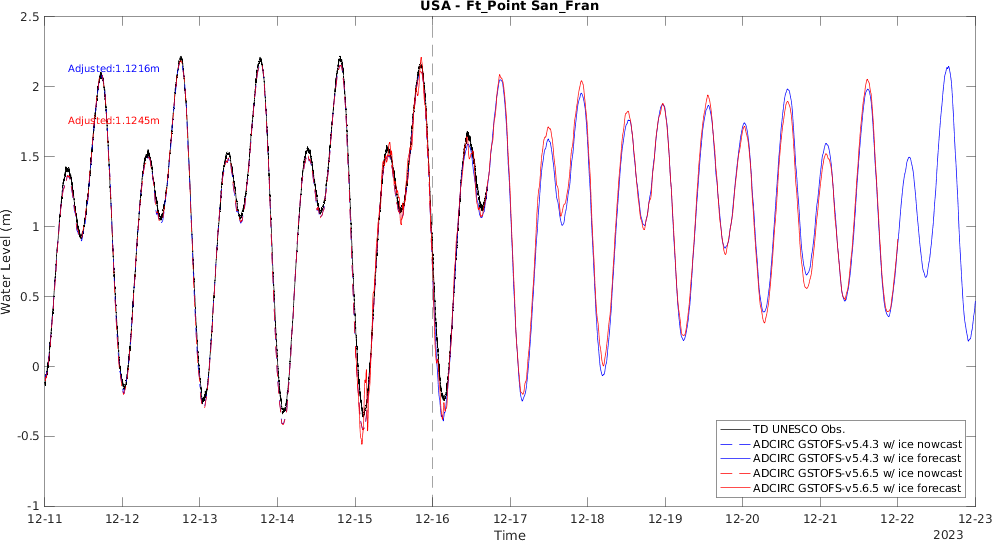 USA - Ft_Point San_Fran
2.5
2
1.5
1
0.5
0
-0.5
-1
Water Level (m)
Adjusted:1.1216m
Adjusted:1.1245m
TD UNESCO Obs.
ADCIRC GSTOFS-v5.4.3 w/ ice nowcast
ADCIRC GSTOFS-v5.4.3 w/ ice forecast
ADCIRC GSTOFS-v5.6.5 w/ ice nowcast
ADCIRC GSTOFS-v5.6.5 w/ ice forecast
12-11 12-12 12-13 12-14 12-15 12-16 12-17 12-18 12-19 12-20 12-21 12-22 12-23
Time
2023